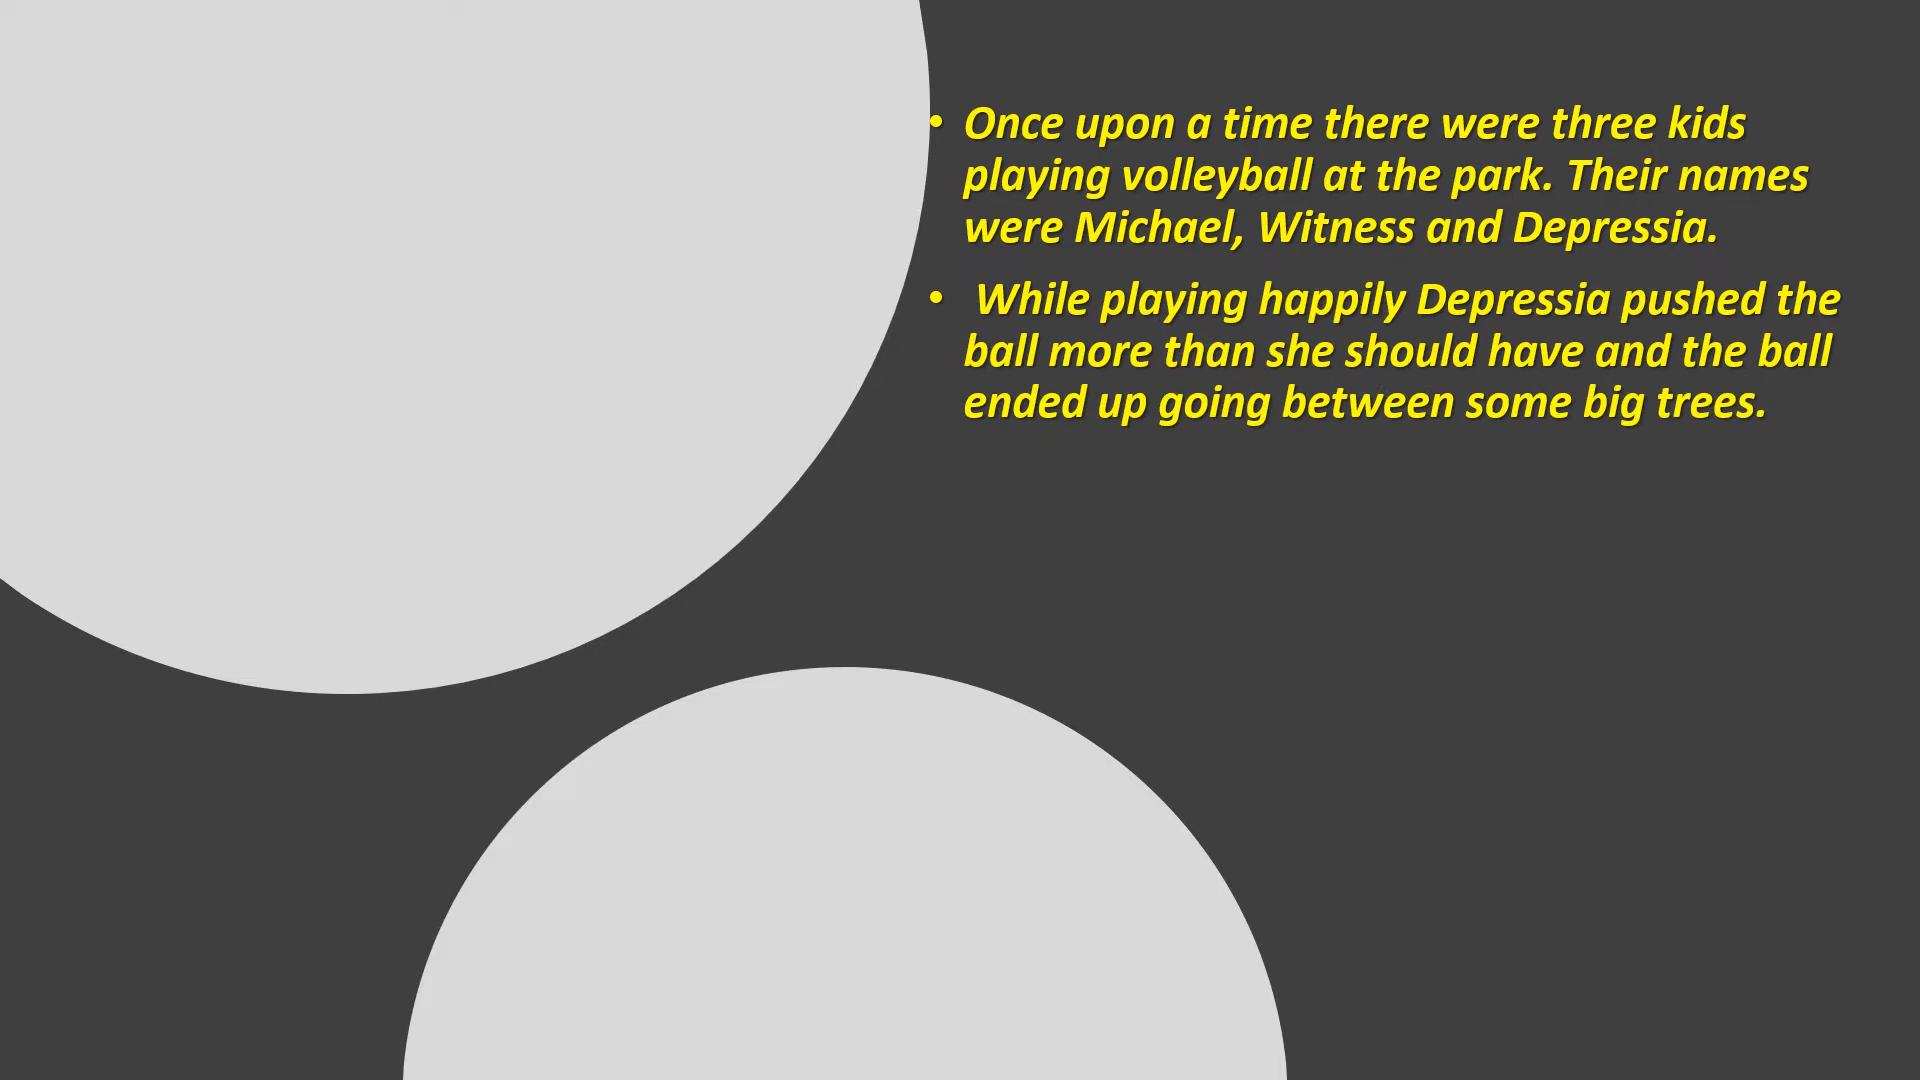 • Once upon a time there were three kids
playing volleyball at the park. Their names
were Michael, Witness and Depressia.
• While playing happily Depressia pushed the
ball more than she should have and the ball
ended up going between some big trees.